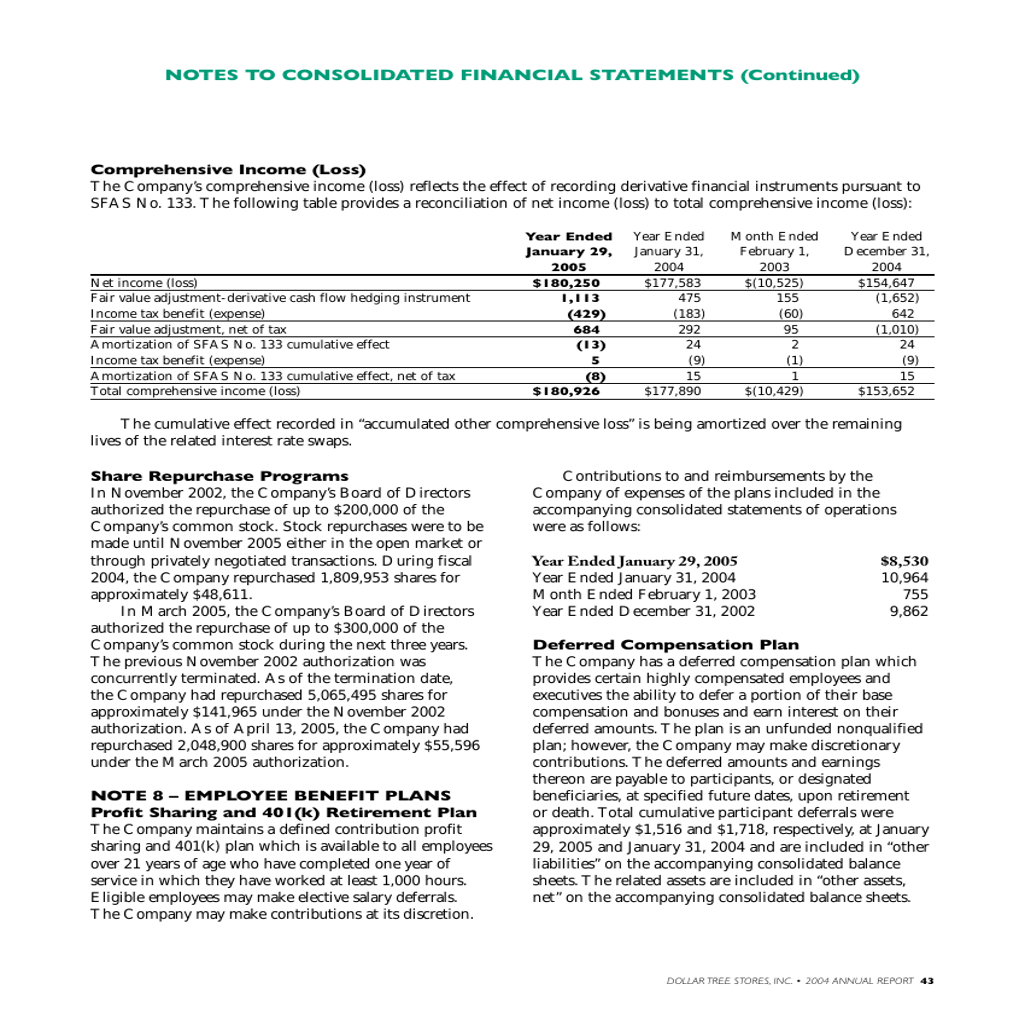 NOTES TO CONSOLIDATED FINANCIAL STATEMENTS (Continued)
Comprehensive Income (Loss)
The Company's comprehensive income (loss) reflects the effect of recording derivative financial instruments pursuant to
SFAS No. 133. The following table provides a reconciliation of net income (loss) to total comprehensive income (loss):
Year Ended Year Ended Month Ended Year Ended
January 29, January 31, February 1, December 31,
2005 2004 2003 2004
Net income (loss) $180,250 $177,583 $(10,525) $154,647
Fair value adjustment-derivative cash flow hedging instrument 1,113 475 155 (1,652)
Income tax benefit (expense) (429) (183) (60) 642
Fair value adjustment, net of tax 684 292 95 (1,010)
Amortization of SFAS No. 133 cumulative effect (13) 24 2 24
Income tax benefit (expense) 5 (9) (1) (9)
Amortization of SFAS No. 133 cumulative effect, net of tax (8) 15 1 15
Total comprehensive income (loss) $180,926 $177,890 $(10,429) $153,652
The cumulative effect recorded in “accumulated other comprehensive loss” is being amortized over the remaining
lives of the related interest rate swaps.
Share Repurchase Programs
In November 2002, the Company's Board of Directors
authorized the repurchase of up to $200,000 of the
Company's common stock. Stock repurchases were to be
made until November 2005 either in the open market or
through privately negotiated transactions. During fiscal
2004, the Company repurchased 1,809,953 shares for
approximately $48,611.
In March 2005, the Company's Board of Directors
authorized the repurchase of up to $300,000 of the
Company's common stock during the next three years.
The previous November 2002 authorization was
concurrently terminated. As of the termination date,
the Company had repurchased 5,065,495 shares for
approximately $141,965 under the November 2002
authorization. As of April 13, 2005, the Company had
repurchased 2,048,900 shares for approximately $55,596
under the March 2005 authorization.
NOTE 8 – EMPLOYEE BENEFIT PLANS
Profit Sharing and 401(k) Retirement Plan
The Company maintains a defined contribution profit
sharing and 401(k) plan which is available to all employees
over 21 years of age who have completed one year of
service in which they have worked at least 1,000 hours.
Eligible employees may make elective salary deferrals.
The Company may make contributions at its discretion.
Contributions to and reimbursements by the
Company of expenses of the plans included in the
accompanying consolidated statements of operations
were as follows:
Year Ended January 29, 2005 $8,530
Year Ended January 31, 2004 10,964
Month Ended February 1, 2003 755
Year Ended December 31, 2002 9,862
Deferred Compensation Plan
The Company has a deferred compensation plan which
provides certain highly compensated employees and
executives the ability to defer a portion of their base
compensation and bonuses and earn interest on their
deferred amounts. The plan is an unfunded nonqualified
plan; however, the Company may make discretionary
contributions. The deferred amounts and earnings
thereon are payable to participants, or designated
beneficiaries, at specified future dates, upon retirement
or death. Total cumulative participant deferrals were
approximately $1,516 and $1,718, respectively, at January
29, 2005 and January 31, 2004 and are included in “other
liabilities” on the accompanying consolidated balance
sheets. The related assets are included in “other assets,
net” on the accompanying consolidated balance sheets.
DOLLAR TREE STORES, INC. • 2004 ANNUAL REPORT 43